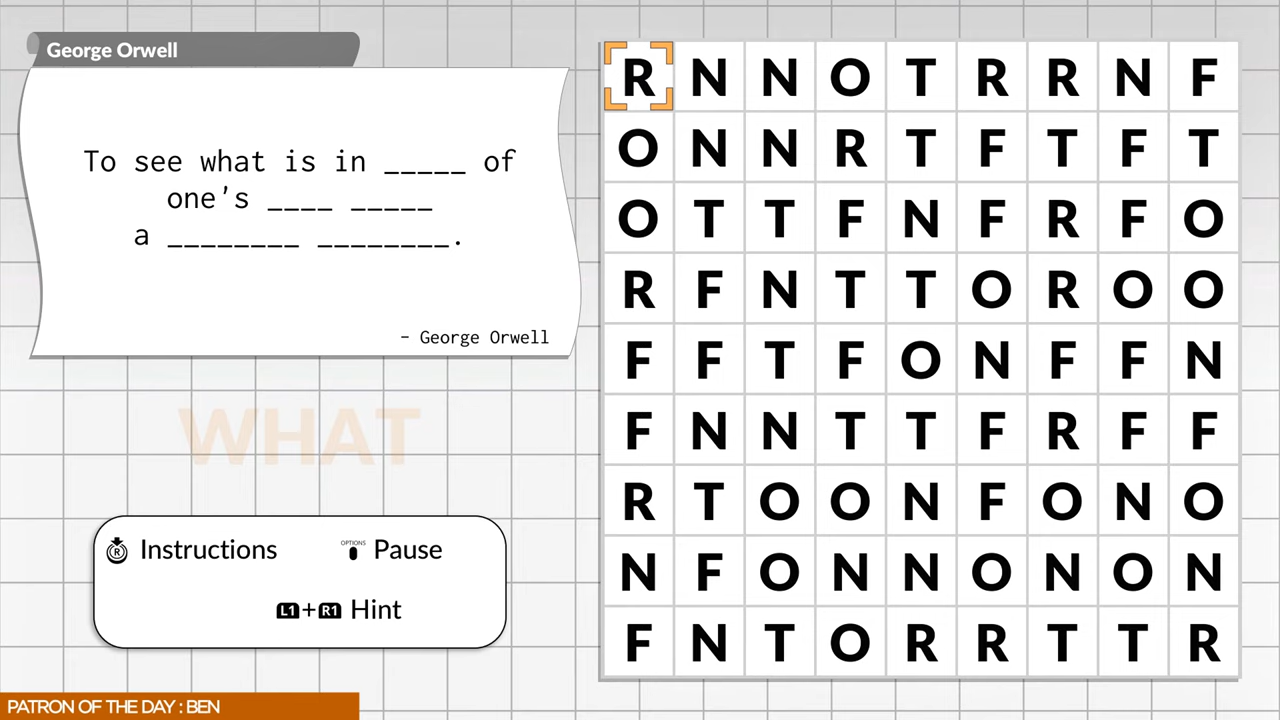 George Orwell
To see what is in _____ of
one's ____ _____
a ________ ________.
– George Orwell
WHAT
R Instructions
OPTIONS Pause
L1+R1 Hint
PATRON OF THE DAY : BEN
R N N O T R R N F
O N N R T F T F T
O T T F N F R F O
R F N T T O R O O
F F T F O N F F N
F N N T T F R F F
R T O O N F O N O
N F O N N O N O N
F N T O R R T T R